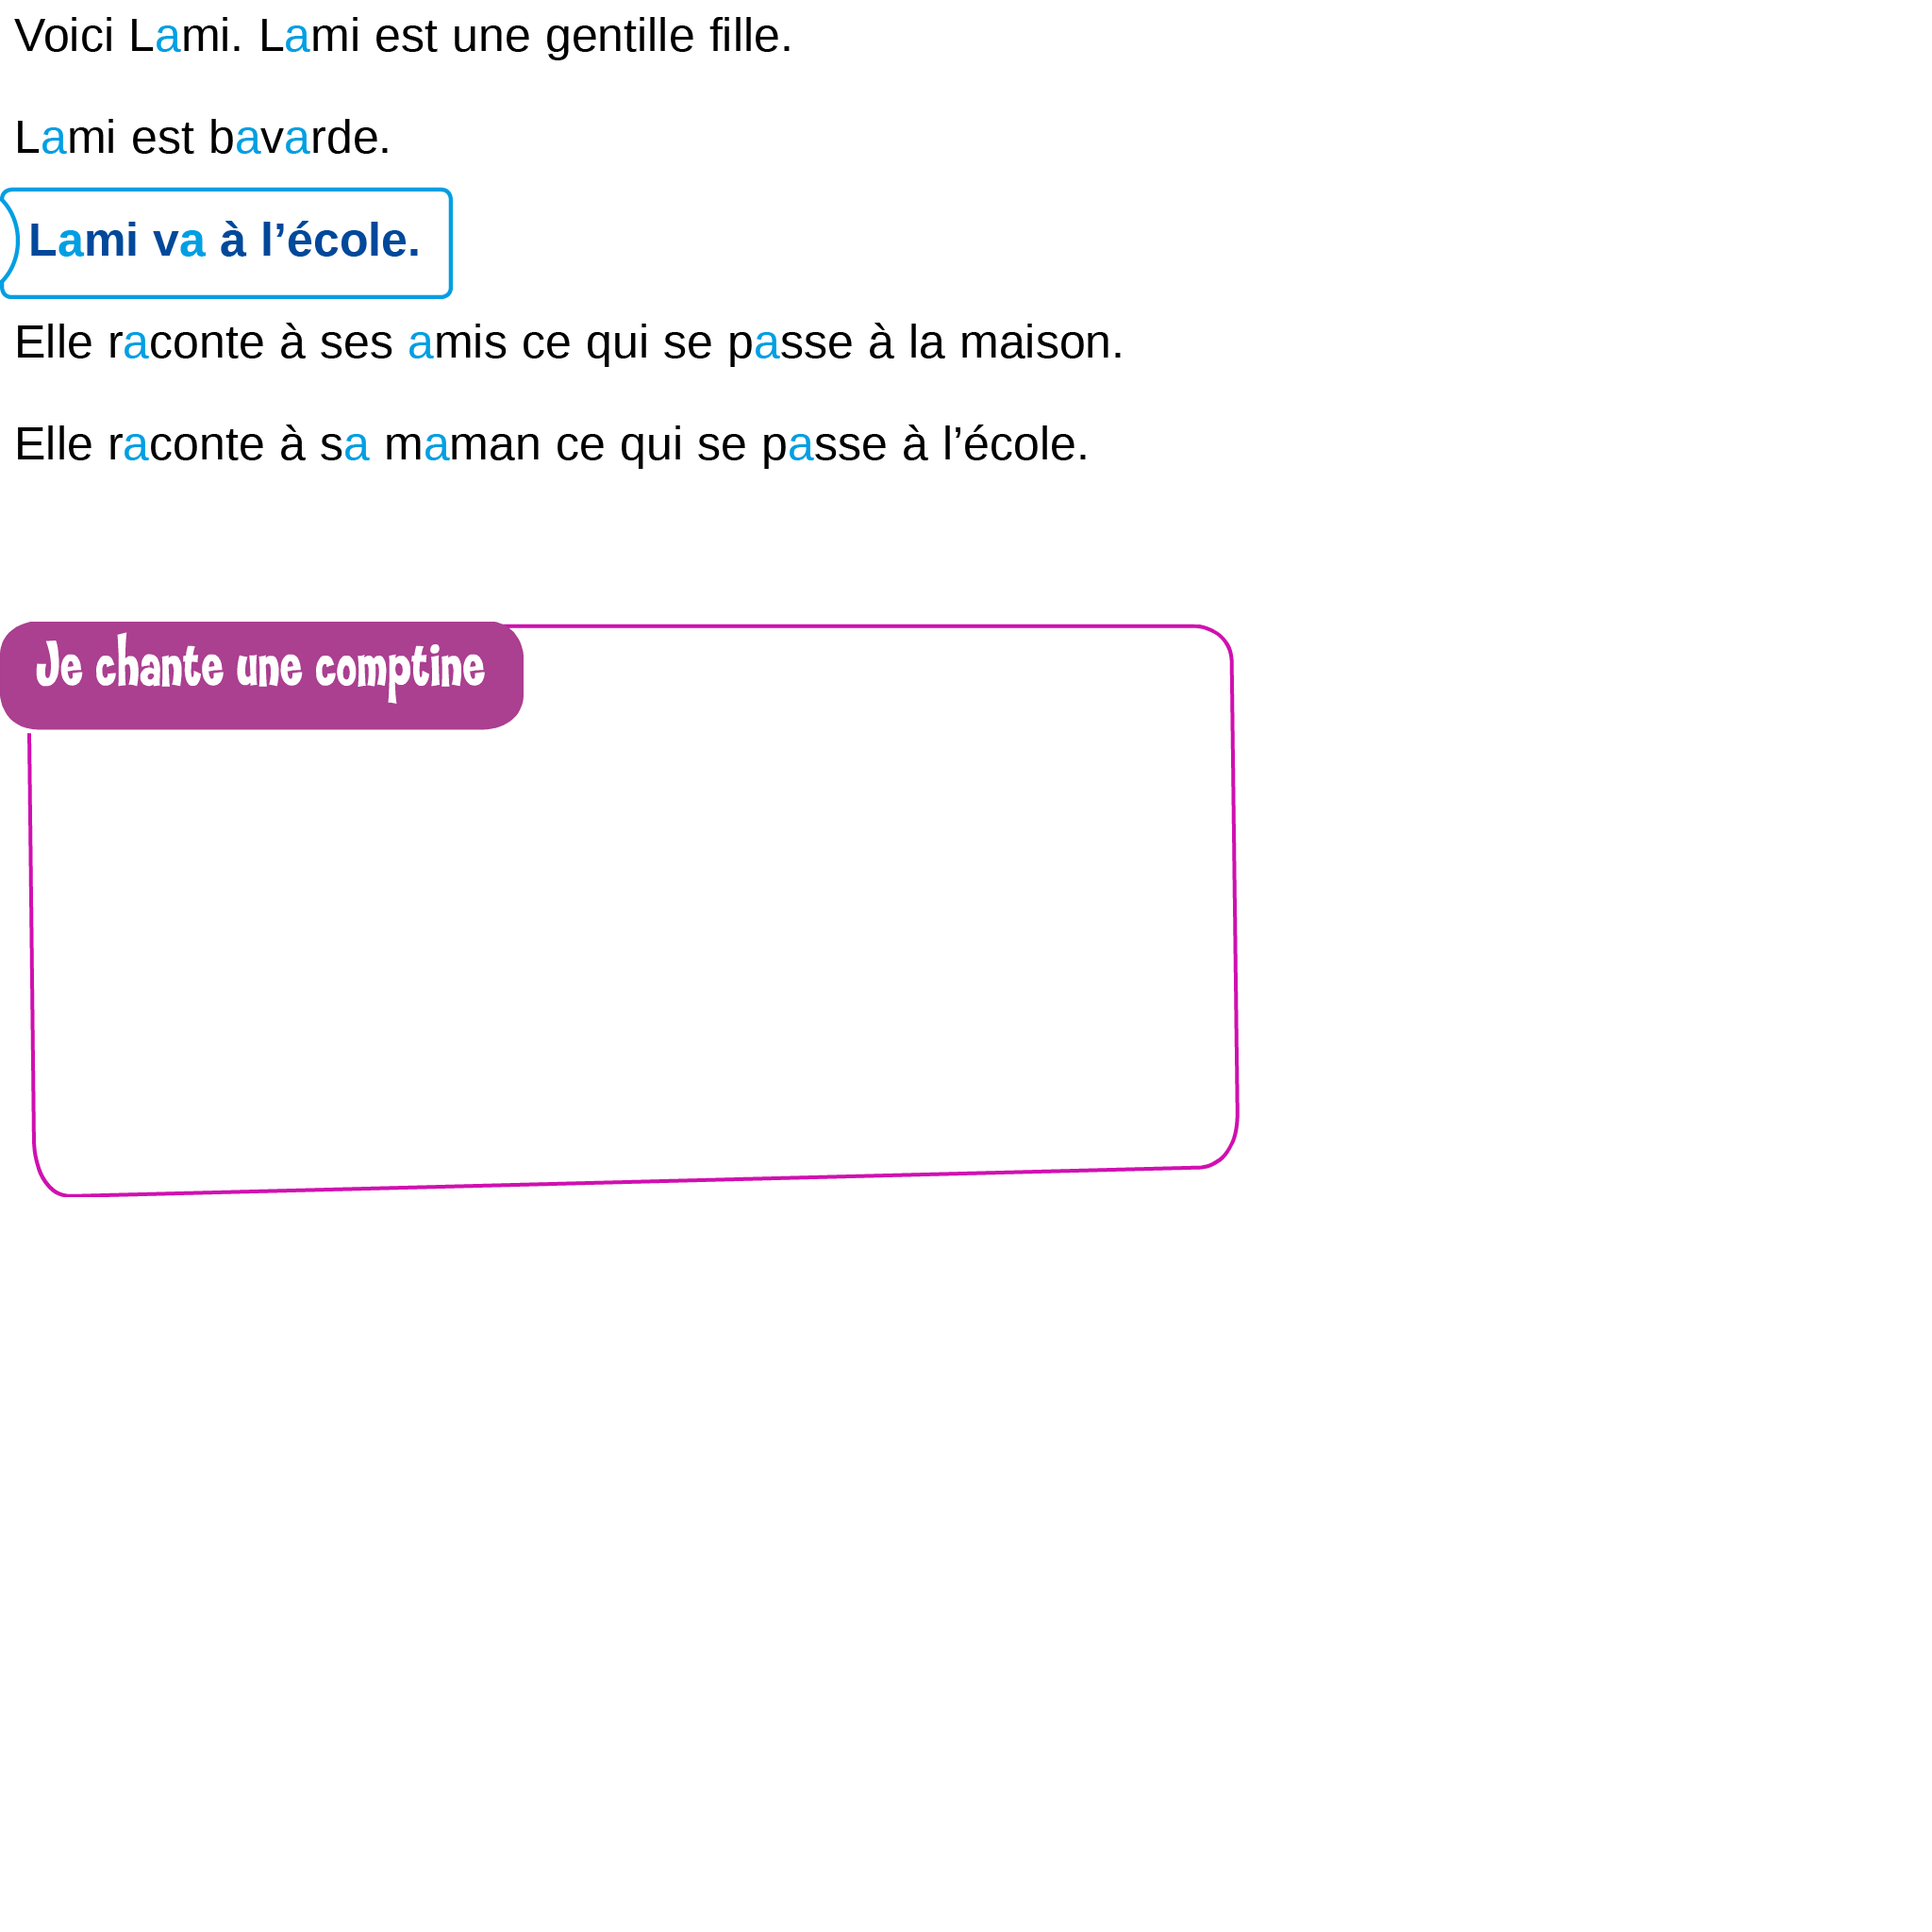 Voici Lami. Lami est une gentille fille.
Lami est bavarde.
Lami va à l’école.
Elle raconte à ses amis ce qui se passe à la maison.
Elle raconte à sa maman ce qui se passe à l’école.
Je chante une comptine